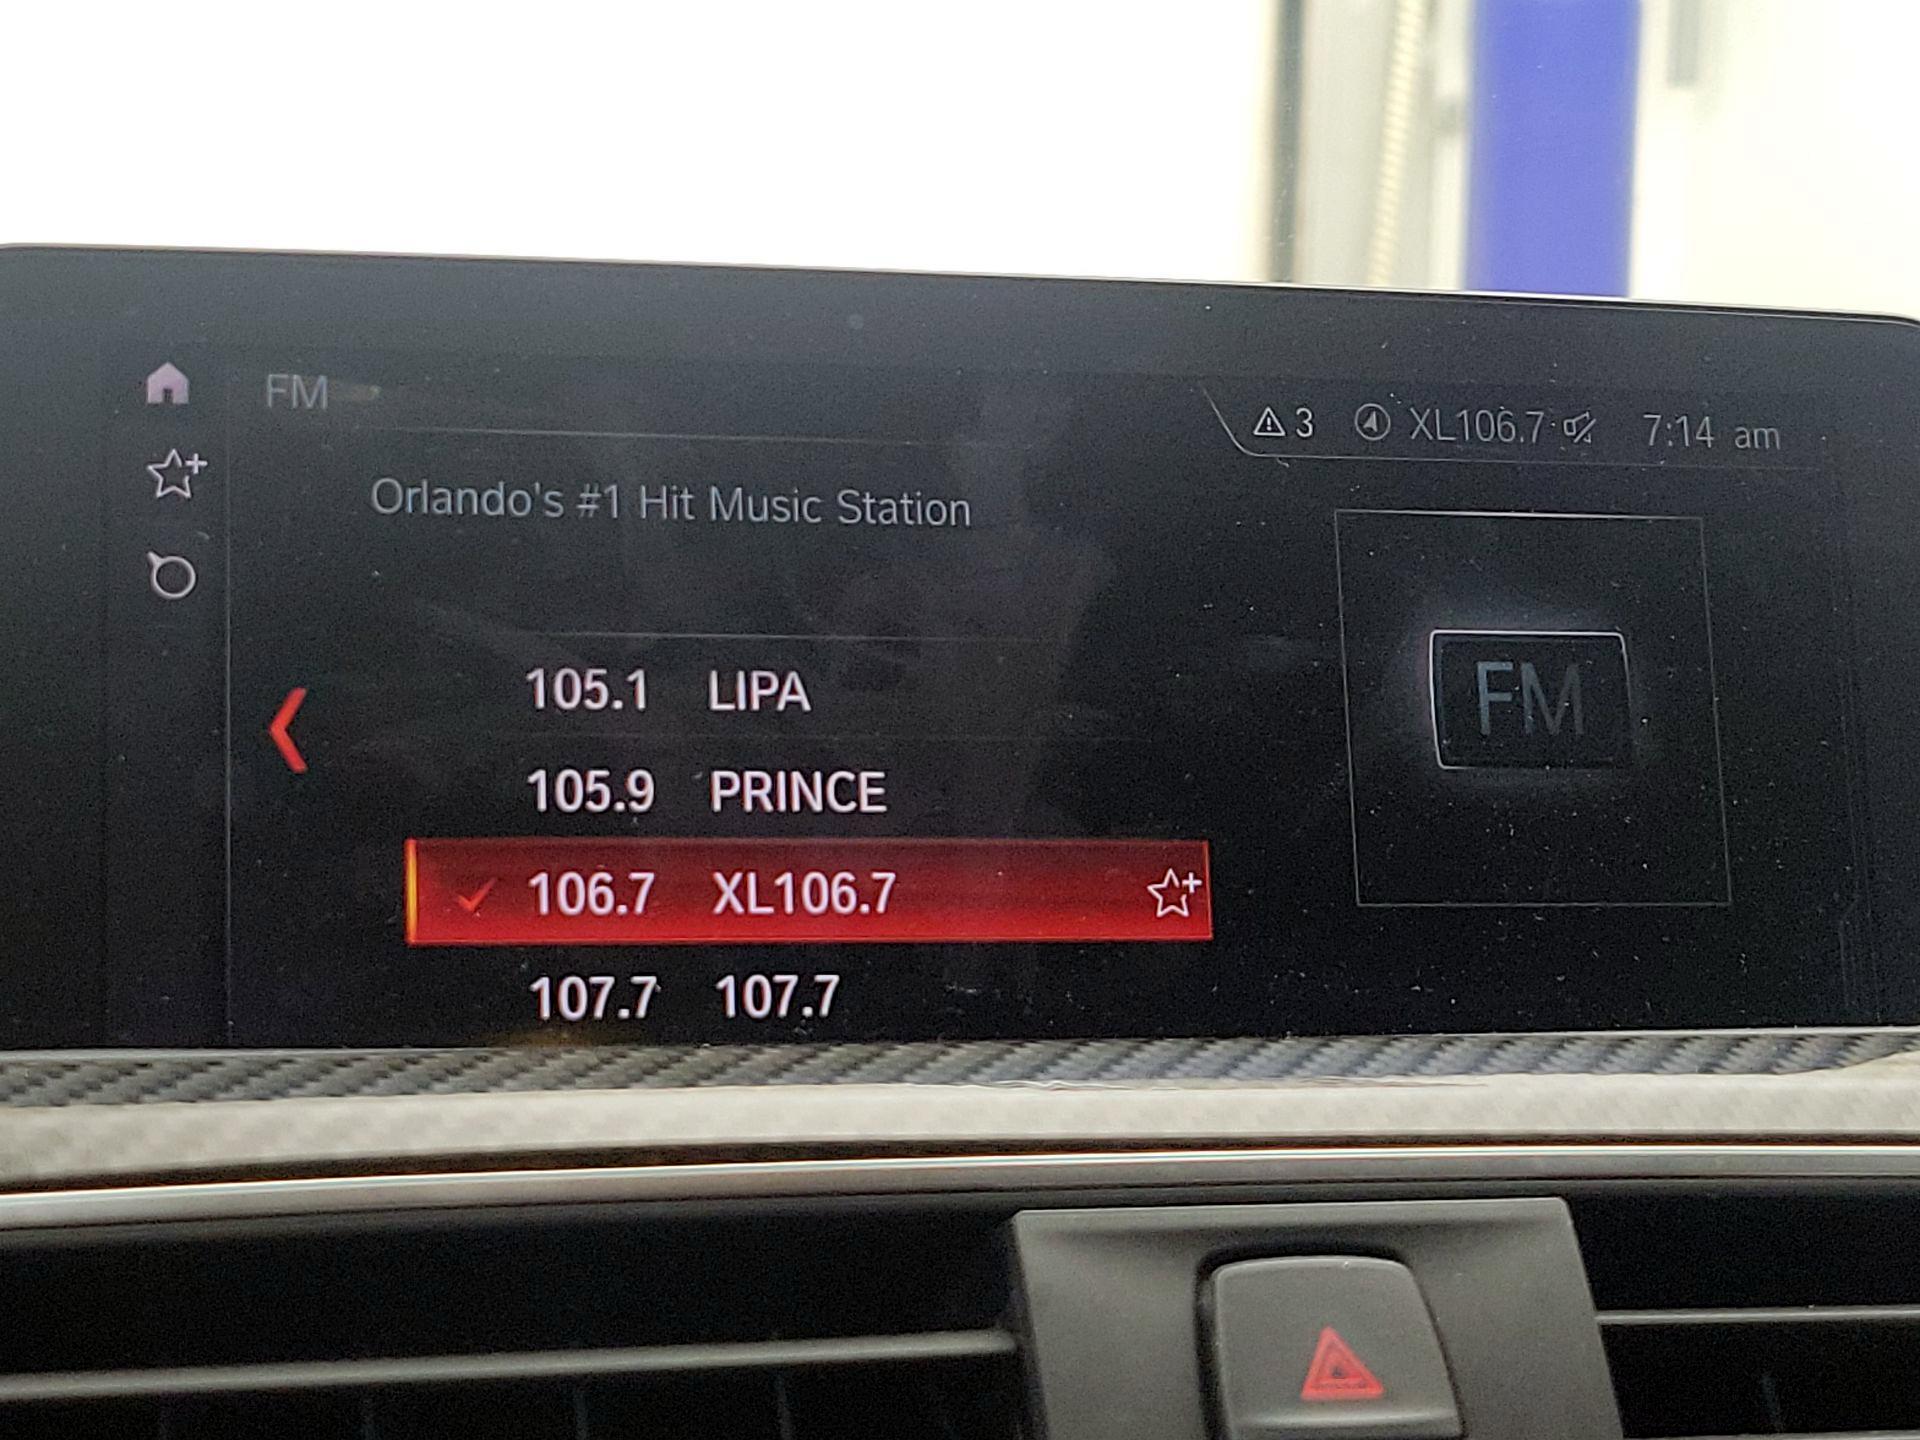 FM
3 XL106.7 7:14 am
Orlando's #1 Hit Music Station
105.1 LIPA
105.9 PRINCE
106.7 XL106.7
107.7 107.7
FM